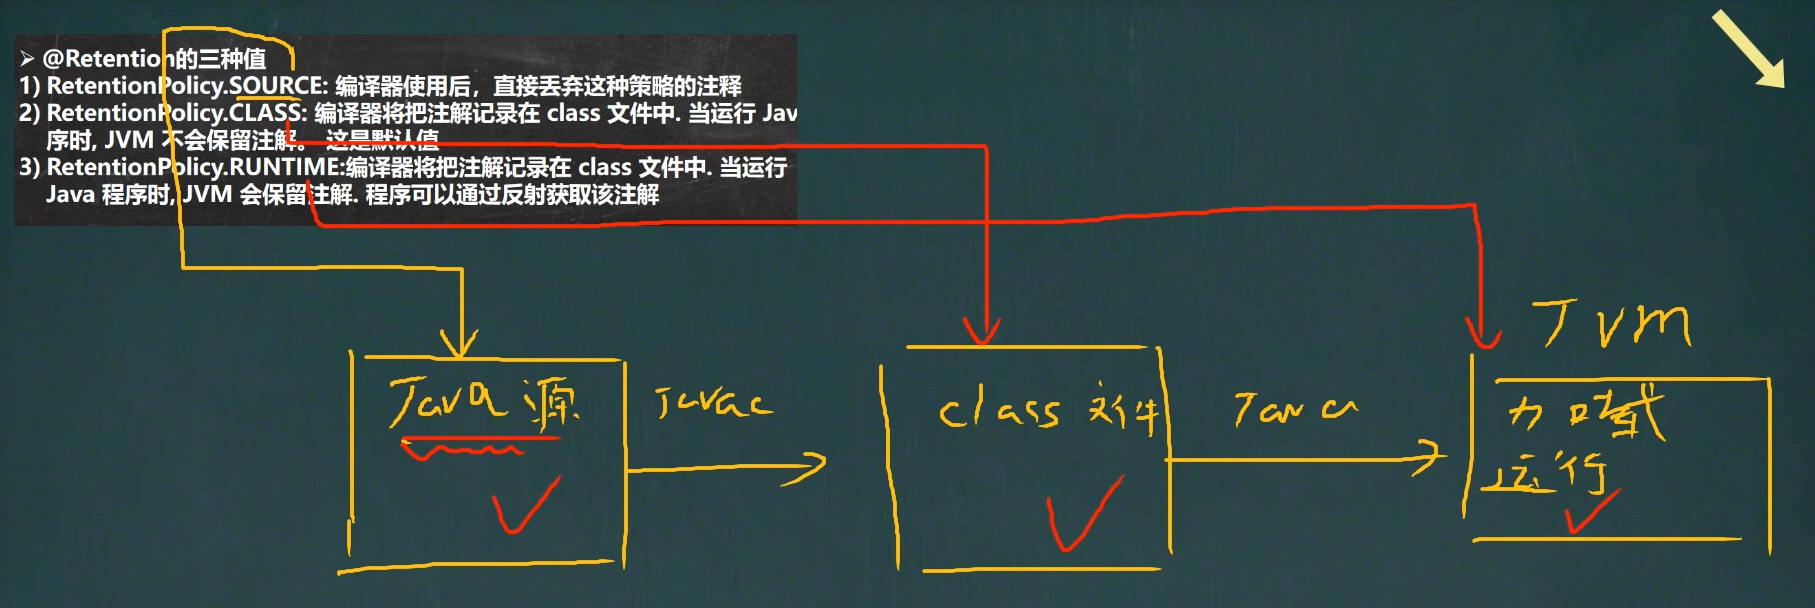 ➢ @Retention的三种值
1) RetentionPolicy.SOURCE: 编译器使用后，直接丢弃这种策略的注释
2) RetentionPolicy.CLASS: 编译器将把注解记录在 class 文件中. 当运行 Jav
序时, JVM 不会保留注解。 这是默认值
3) RetentionPolicy.RUNTIME:编译器将把注解记录在 class 文件中. 当运行
Java 程序时, JVM 会保留注解. 程序可以通过反射获取该注解
Jvm
Java 源
Javac
class 文件
Java
加载
运行